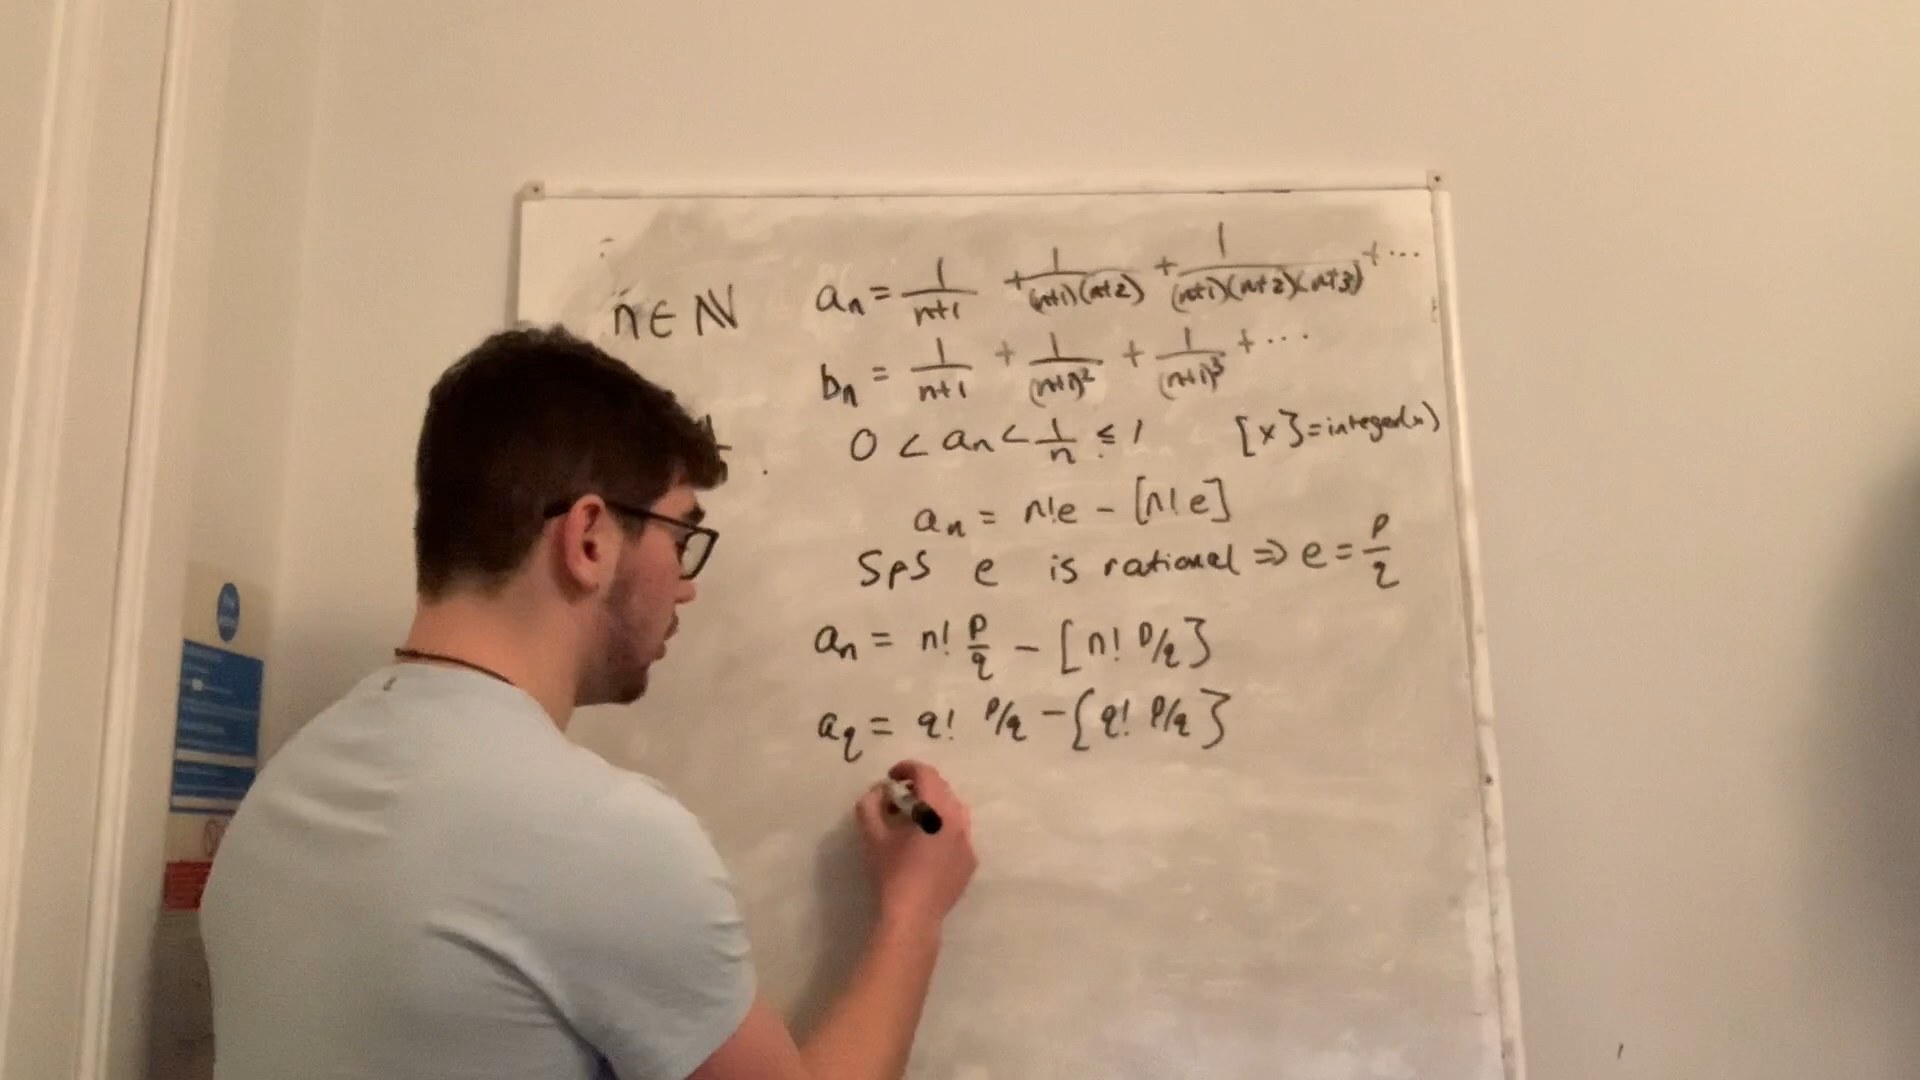 n ∈ ℕ  aₙ = 1/(n+1) + 1/((n+1)(n+2)) + 1/((n+1)(n+2)(n+3)) + ...
bₙ = 1/(n+1) + 1/(n+1)² + 1/(n+1)³ + ...
0 < aₙ < 1/n ≤ 1  [x] = integer(x)
aₙ = n!e - [n!e]
Sps e is rational ⇒ e = p/q
aₙ = n! p/q - [n! p/q]
a_q = q! p/q - {q! p/q}